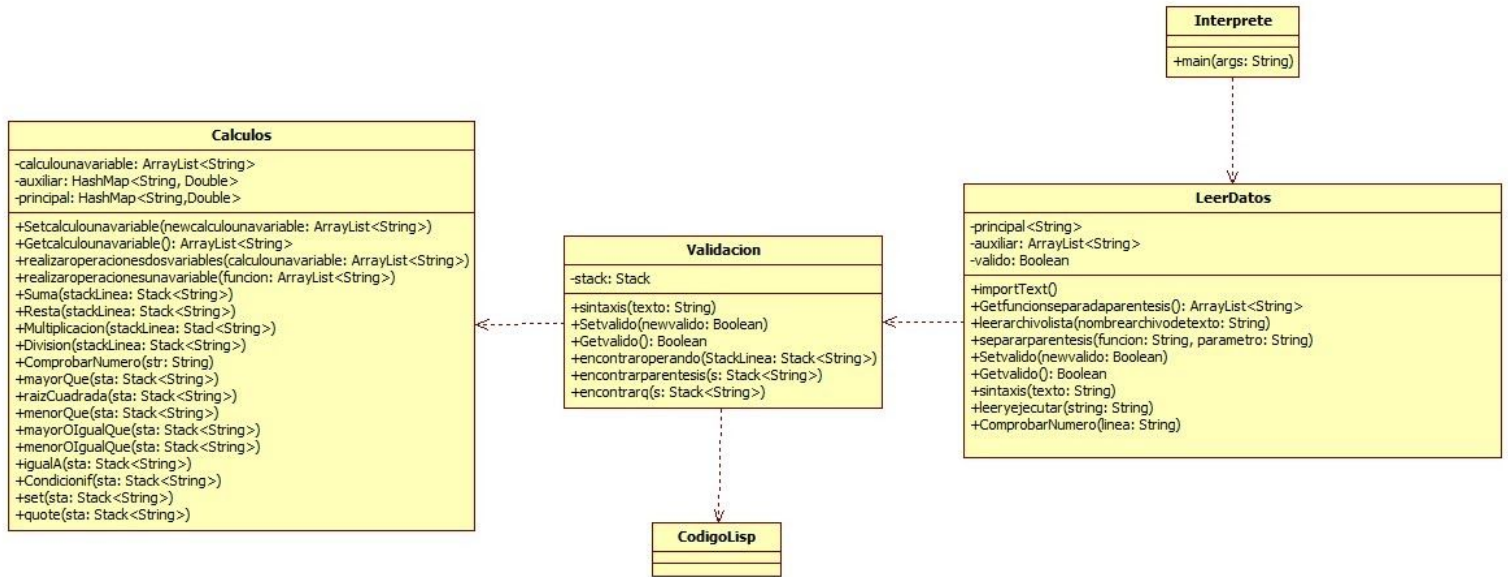 Interprete
+main(args: String)
Calculos
-calculounavariable: ArrayList<String>
-auxiliar: HashMap<String, Double>
-principal: HashMap<String,Double>
+Setcalculounavariable(newcalculounavariable: ArrayList<String>)
+Getcalculounavariable(): ArrayList<String>
+realizaroperacionesdosvariables(calculounavariable: ArrayList<String>)
+realizaroperacionesunavariable(funcion: ArrayList<String>)
+Suma(stackLinea: Stack<String>)
+Resta(stackLinea: Stack<String>)
+Multiplicacion(stackLinea: Stacl<String>)
+Division(stackLinea: Stack<String>)
+ComprobarNumero(str: String)
+mayorQue(sta: Stack<String>)
+raizCuadrada(sta: Stack<String>)
+menorQue(sta: Stack<String>)
+mayorOIgualQue(sta: Stack<String>)
+menorOIgualQue(sta: Stack<String>)
+igualA(sta: Stack<String>)
+Condicionif(sta: Stack<String>)
+set(sta: Stack<String>)
+quote(sta: Stack<String>)
Validacion
-stack: Stack
+sintaxis(texto: String)
+Setvalido(newvalido: Boolean)
+Getvalido(): Boolean
+encontraroperando(StackLinea: Stack<String>)
+encontrarparentesis(s: Stack<String>)
+encontrarq(s: Stack<String>)
LeerDatos
-principal<String>
-auxiliar: ArrayList<String>
-valido: Boolean
+importText()
+Getfuncionseparadaparentesis(): ArrayList<String>
+leerarchivolista(nombrearchivodetexto: String)
+separarparentesis(funcion: String, parametro: String)
+Setvalido(newvalido: Boolean)
+Getvalido(): Boolean
+sintaxis(texto: String)
+leeryejecutar(string: String)
+ComprobarNumero(linea: String)
CodigoLisp